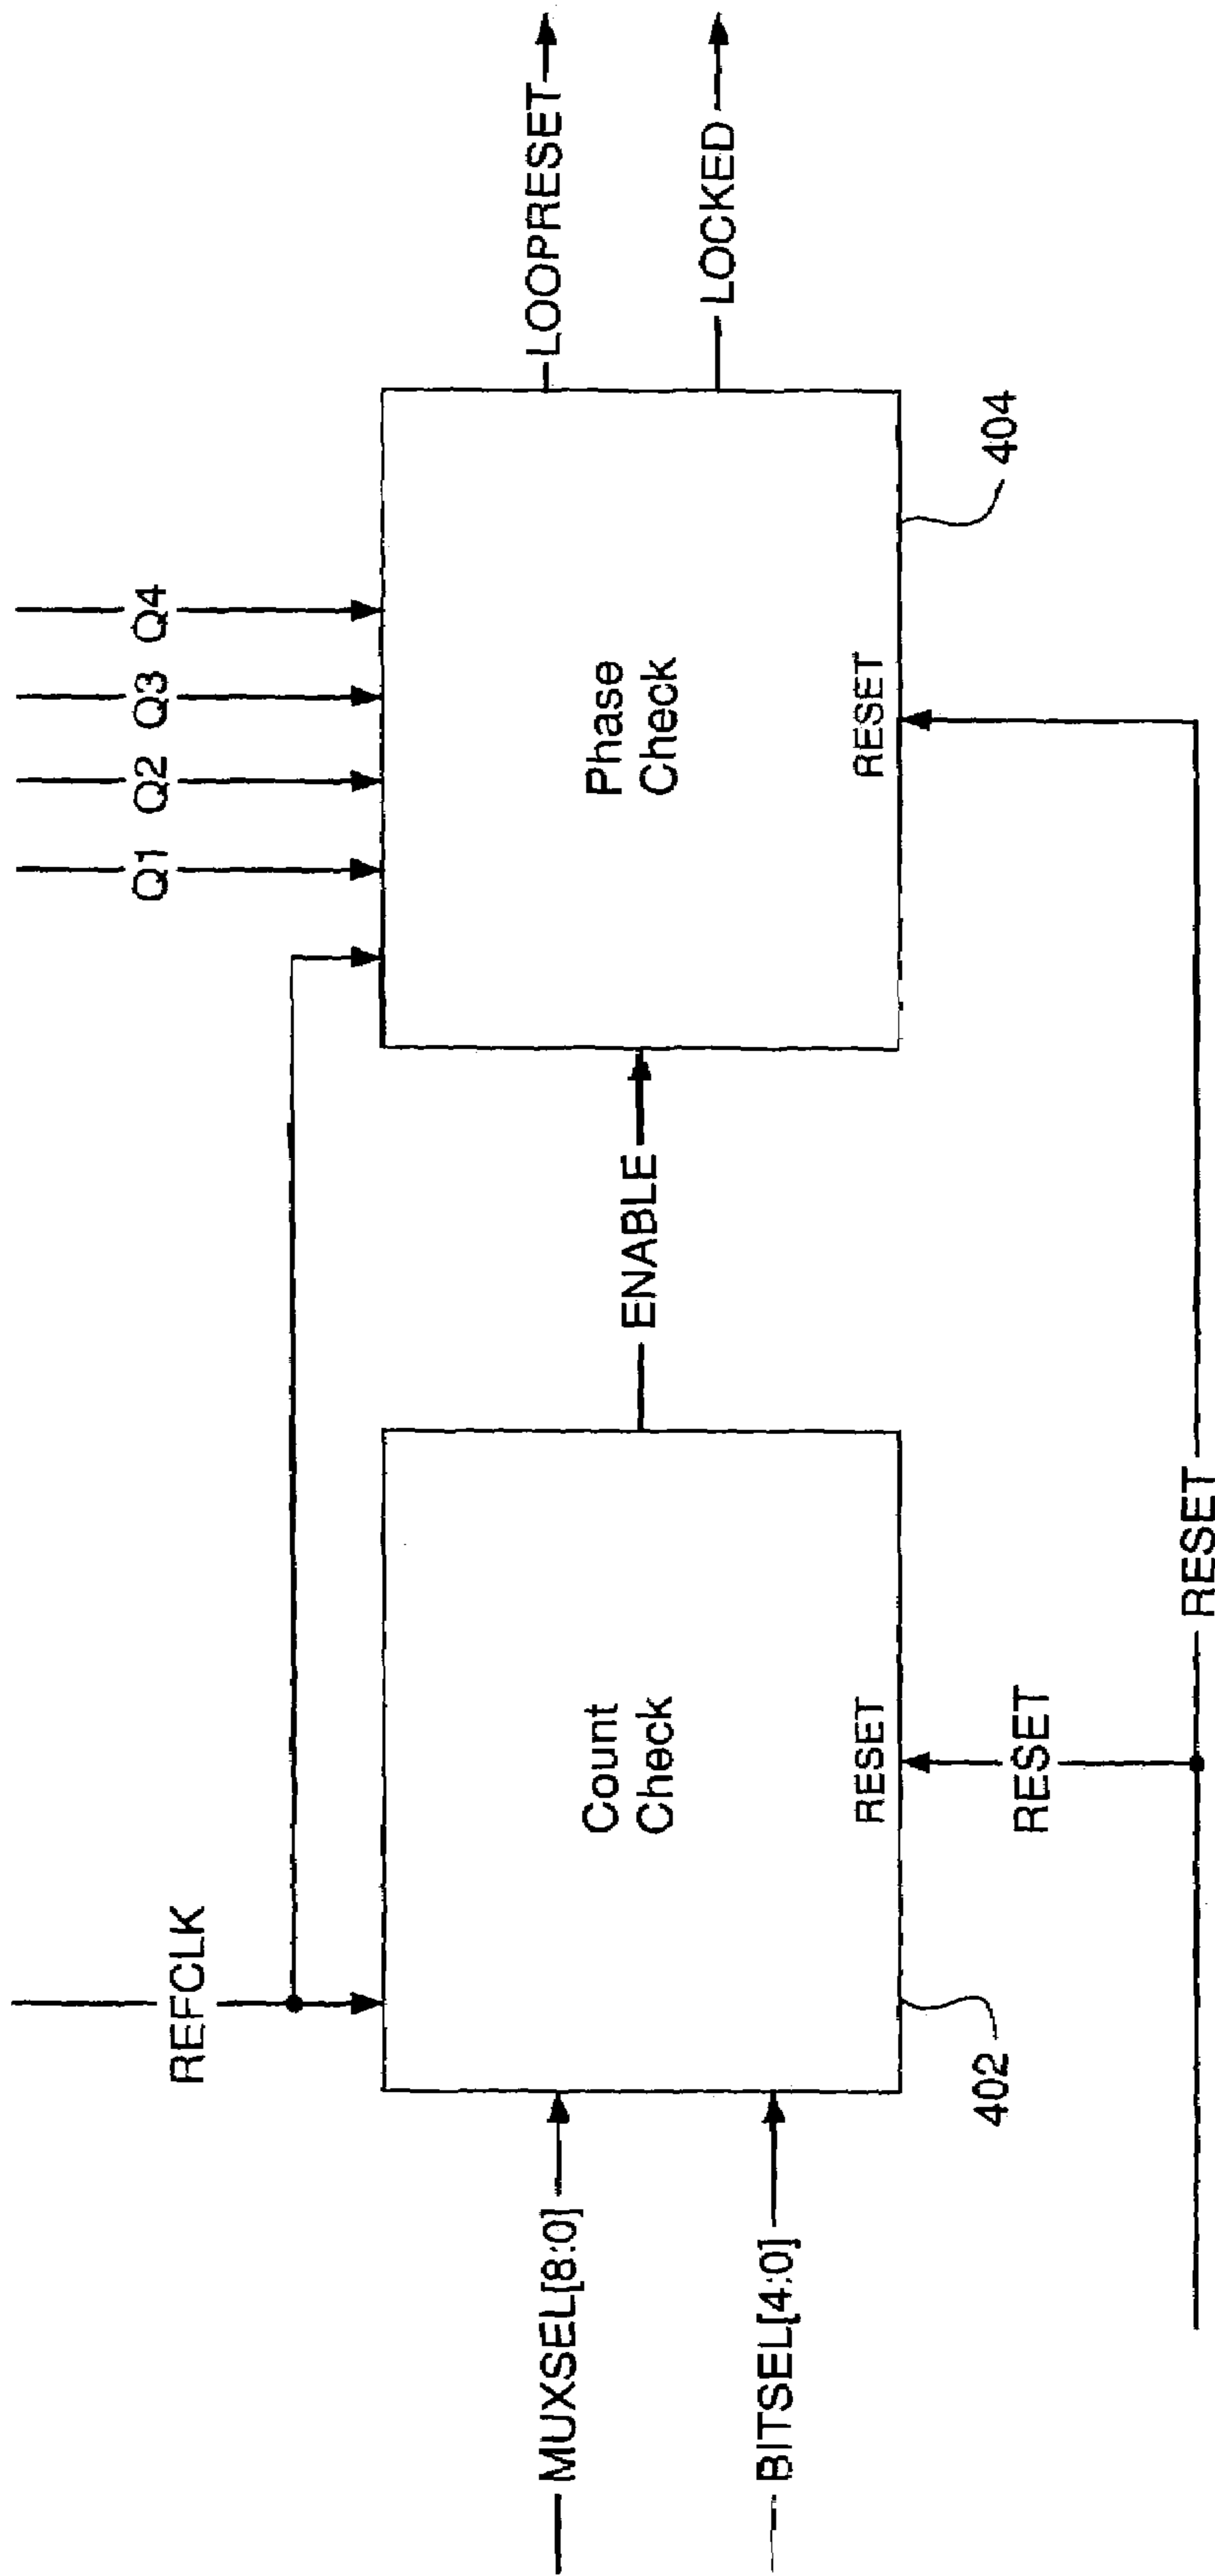 REFCLK
Q1
Q2
Q3
Q4
MUXSEL[8:0]
BITSEL[4:0]
Count
Check
RESET
402
ENABLE
Phase
Check
RESET
404
LOOPRESET
LOCKED
RESET
RESET